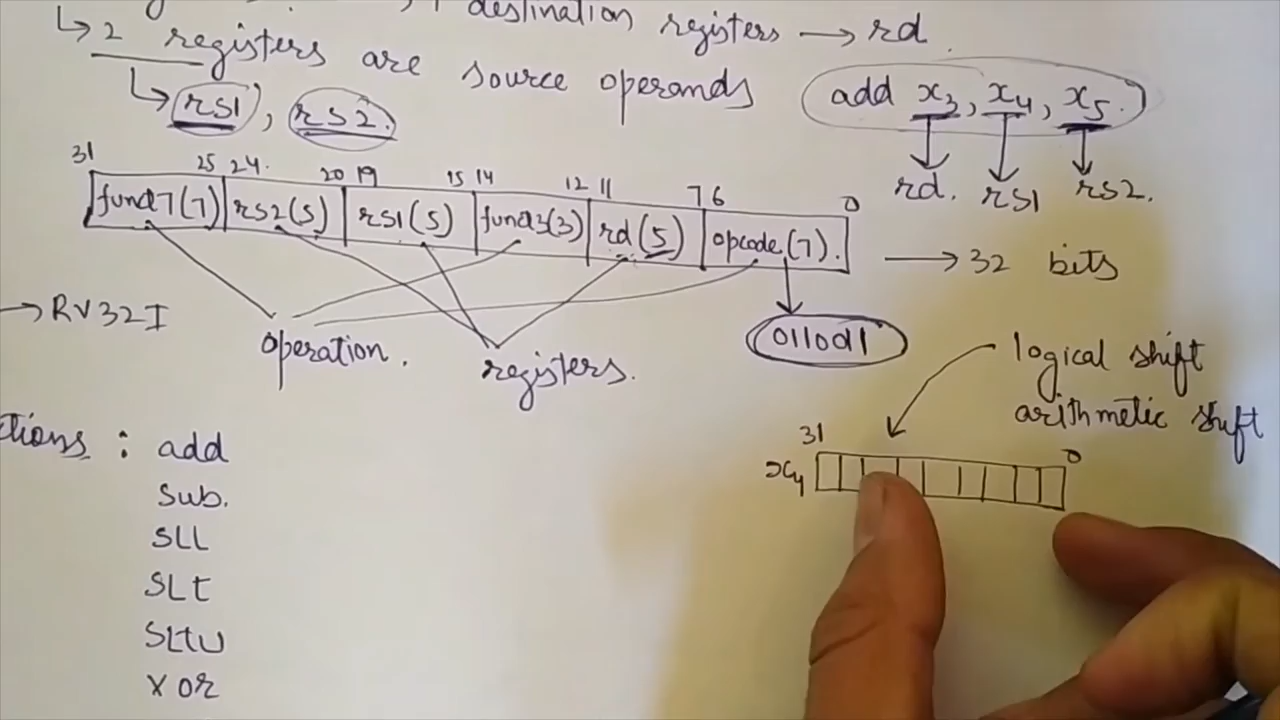 destination registers → rd.
↳ 2 registers are source operands
↳ rs1, rs2.
add x3, x4, x5.
rd. rs1 rs2.
31 25 24 20 19 15 14 12 11 7 6 0
funct7(7) rs2(5) rs1(5) funct3(3) rd(5) opcode(7).
→ 32 bits
→ RV32I
operation.
registers.
0110011
logical shift
arithmetic shift
31 0
x4
ctions : add
sub.
SLL
SLt
SLtu
xor